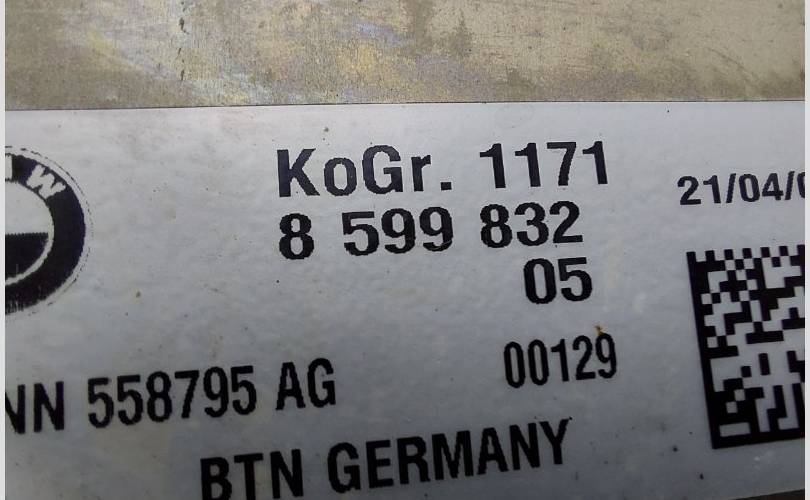 KoGr. 1171
21/04/0
8 599 832
05
NN 558795 AG
00129
BTN GERMANY